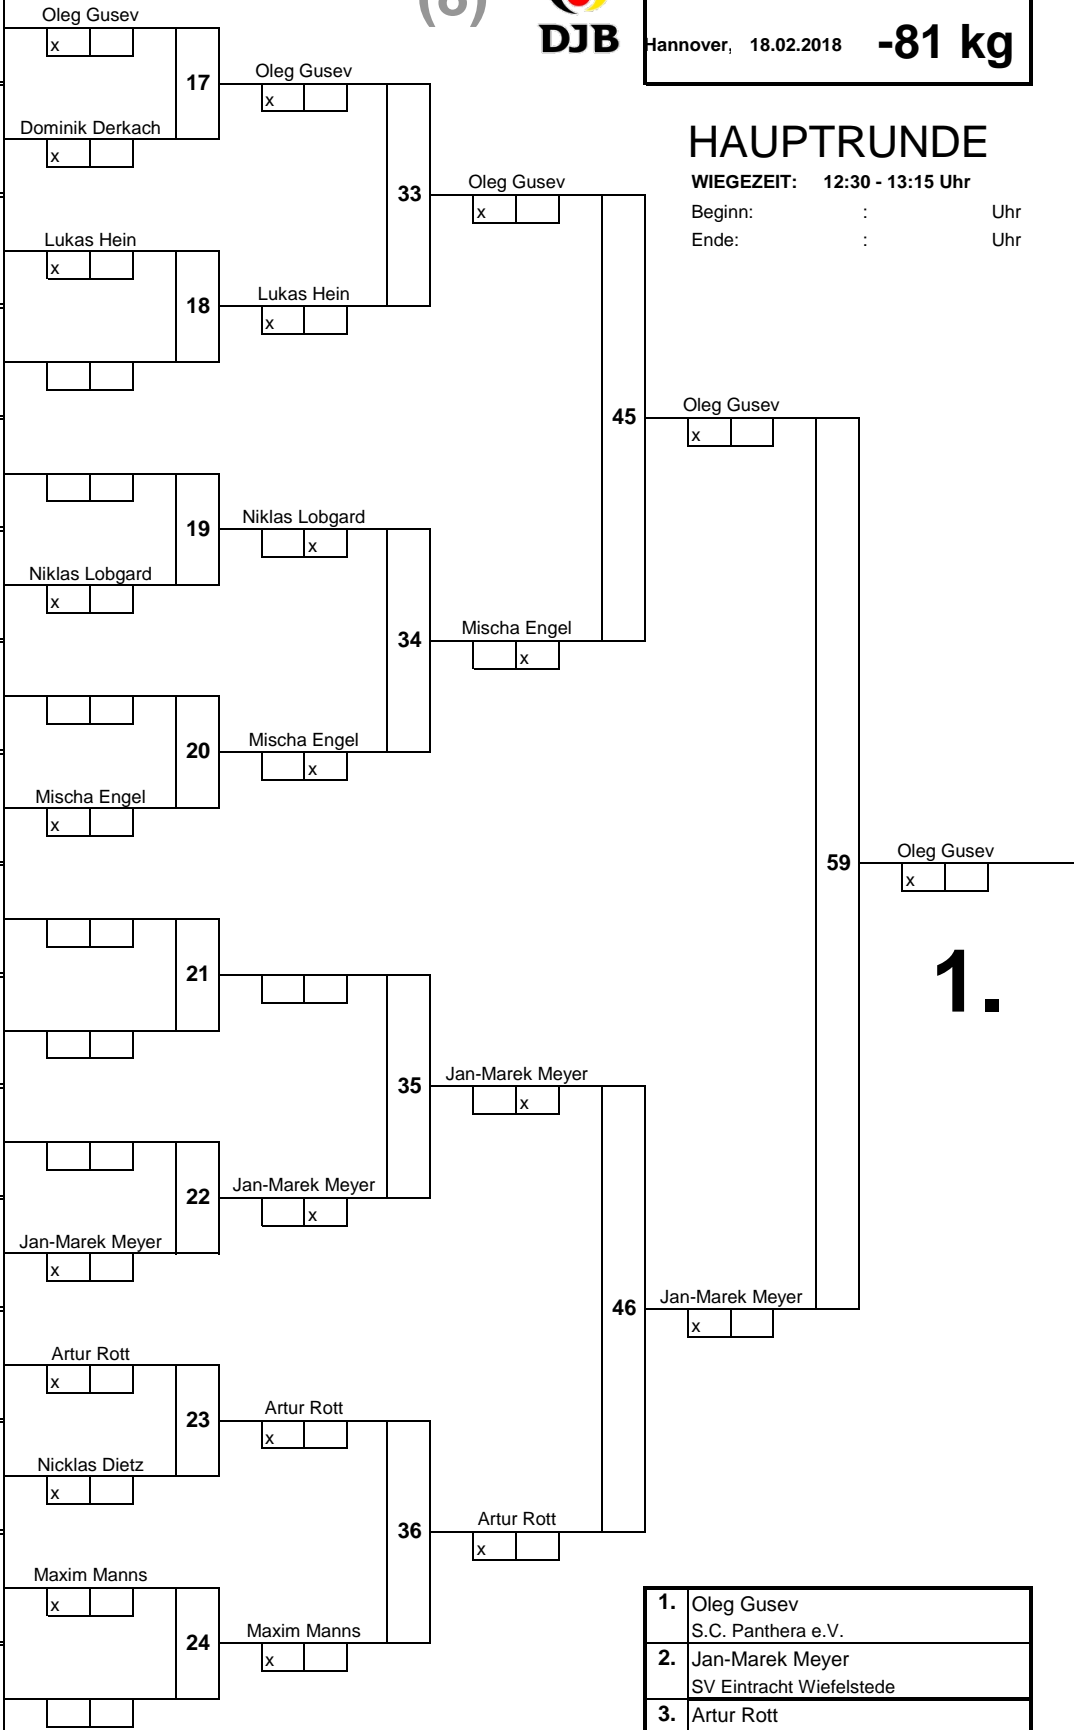 (8)
DJB
Hannover, 18.02.2018 -81 kg
HAUPTRUNDE
WIEGEZEIT: 12:30 - 13:15 Uhr
Beginn: : Uhr
Ende: : Uhr
Oleg Gusev
x
17
Dominik Derkach
x
Lukas Hein
x
18
19
Niklas Lobgard
x
20
Mischa Engel
x
21
22
Jan-Marek Meyer
x
Artur Rott
x
23
Nicklas Dietz
x
Maxim Manns
x
24
Oleg Gusev
x
33
Lukas Hein
x
Niklas Lobgard
x
34
Mischa Engel
x
35
Jan-Marek Meyer
x
Artur Rott
x
36
Maxim Manns
x
Oleg Gusev
x
45
Mischa Engel
x
Jan-Marek Meyer
x
46
Artur Rott
x
Oleg Gusev
x
59
Jan-Marek Meyer
x
Oleg Gusev
x
1.
1. Oleg Gusev
S.C. Panthera e.V.
2. Jan-Marek Meyer
SV Eintracht Wiefelstede
3. Artur Rott